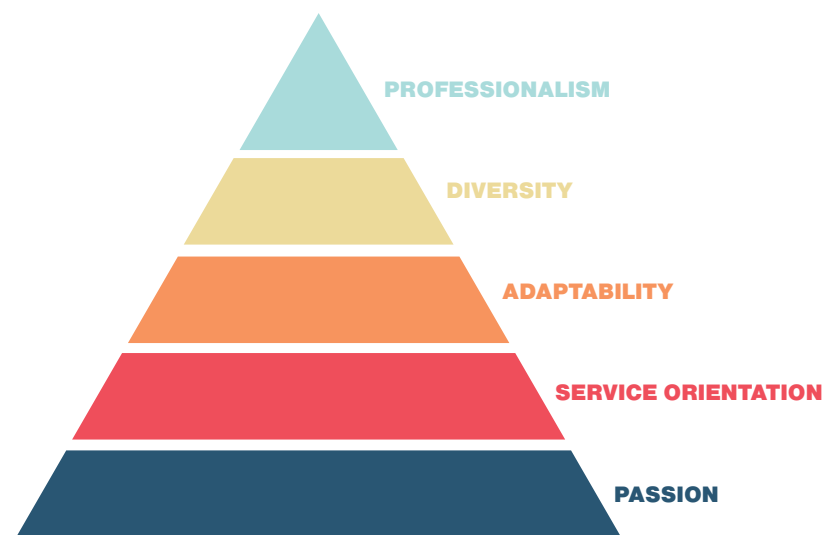 PROFESSIONALISM
DIVERSITY
ADAPTABILITY
SERVICE ORIENTATION
PASSION